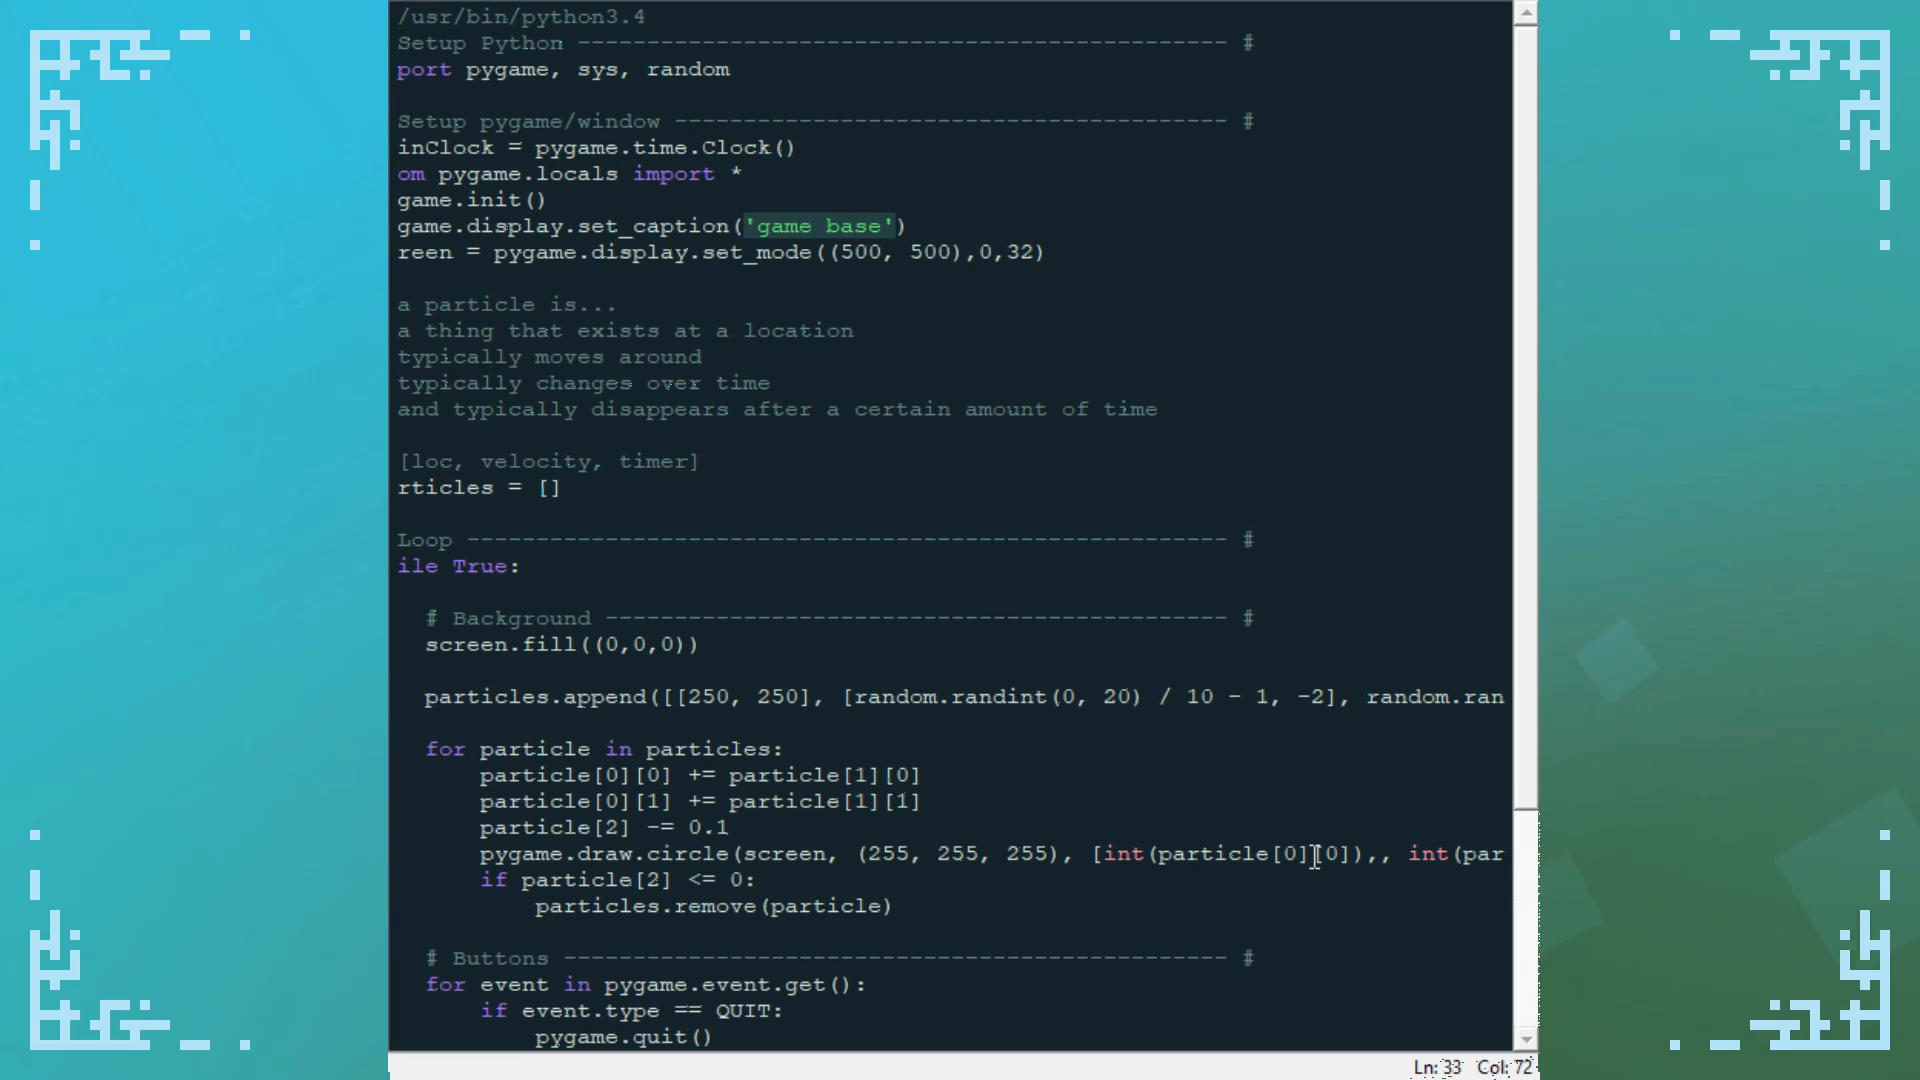 /usr/bin/python3.4
Setup Python ----------------------------------------------- #
port pygame, sys, random
Setup pygame/window ---------------------------------------- #
inClock = pygame.time.Clock()
om pygame.locals import *
game.init()
game.display.set_caption('game base')
reen = pygame.display.set_mode((500, 500),0,32)
a particle is...
a thing that exists at a location
typically moves around
typically changes over time
and typically disappears after a certain amount of time
[loc, velocity, timer]
rticles = []
Loop ------------------------------------------------------- #
ile True:
# Background --------------------------------------------- #
screen.fill((0,0,0))
particles.append([[250, 250], [random.randint(0, 20) / 10 - 1, -2], random.ran
for particle in particles:
particle[0][0] += particle[1][0]
particle[0][1] += particle[1][1]
particle[2] -= 0.1
pygame.draw.circle(screen, (255, 255, 255), [int(particle[0][0]),, int(par
if particle[2] <= 0:
particles.remove(particle)
# Buttons ------------------------------------------------ #
for event in pygame.event.get():
if event.type == QUIT:
pygame.quit()
Ln: 33 Col: 72